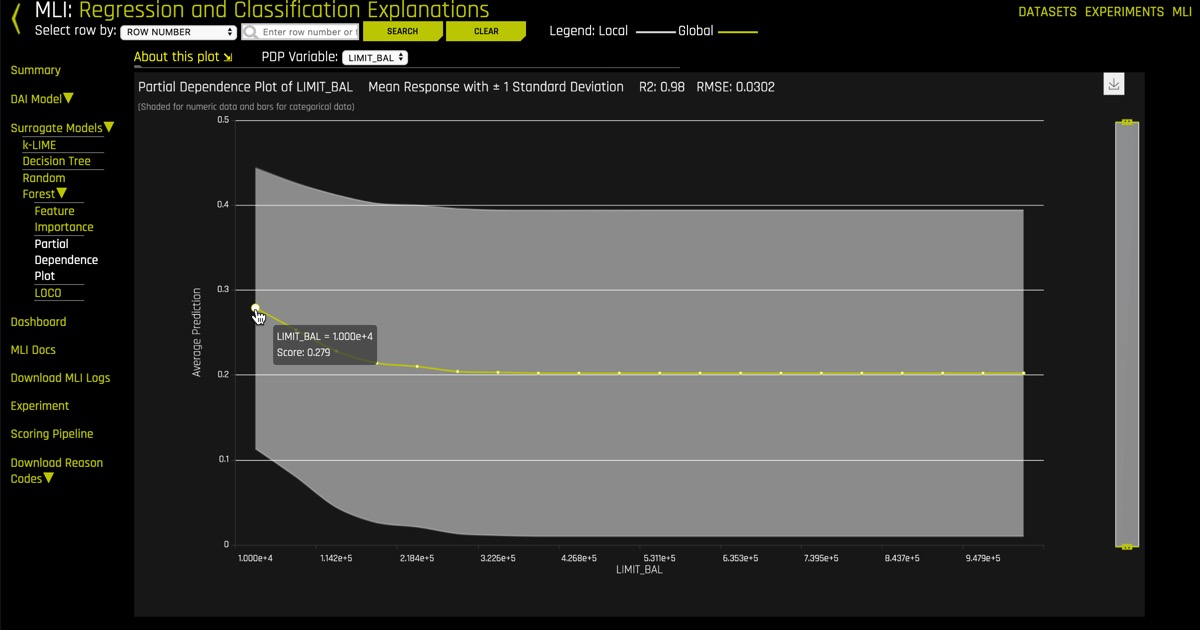 MLI: Regression and Classification Explanations
DATASETS EXPERIMENTS MLI
Select row by: ROW NUMBER Enter row number or SEARCH CLEAR Legend: Local Global
About this plot PDP Variable: LIMIT_BAL
Summary
DAI Model
Surrogate Models
k-LIME
Decision Tree
Random
Forest
Feature
Importance
Partial
Dependence
Plot
LOCO
Dashboard
MLI Docs
Download MLI Logs
Experiment
Scoring Pipeline
Download Reason
Codes
Partial Dependence Plot of LIMIT_BAL Mean Response with ± 1 Standard Deviation R2: 0.98 RMSE: 0.0302
(Shaded for numeric data and bars for categorical data)
0.5
0.4
0.3
0.2
0.1
0
Average Prediction
LIMIT_BAL = 1.000e+4
Score: 0.279
1.000e+4 1.142e+5 2.184e+5 3.226e+5 4.268e+5 5.311e+5 6.353e+5 7.395e+5 8.437e+5 9.479e+5
LIMIT_BAL